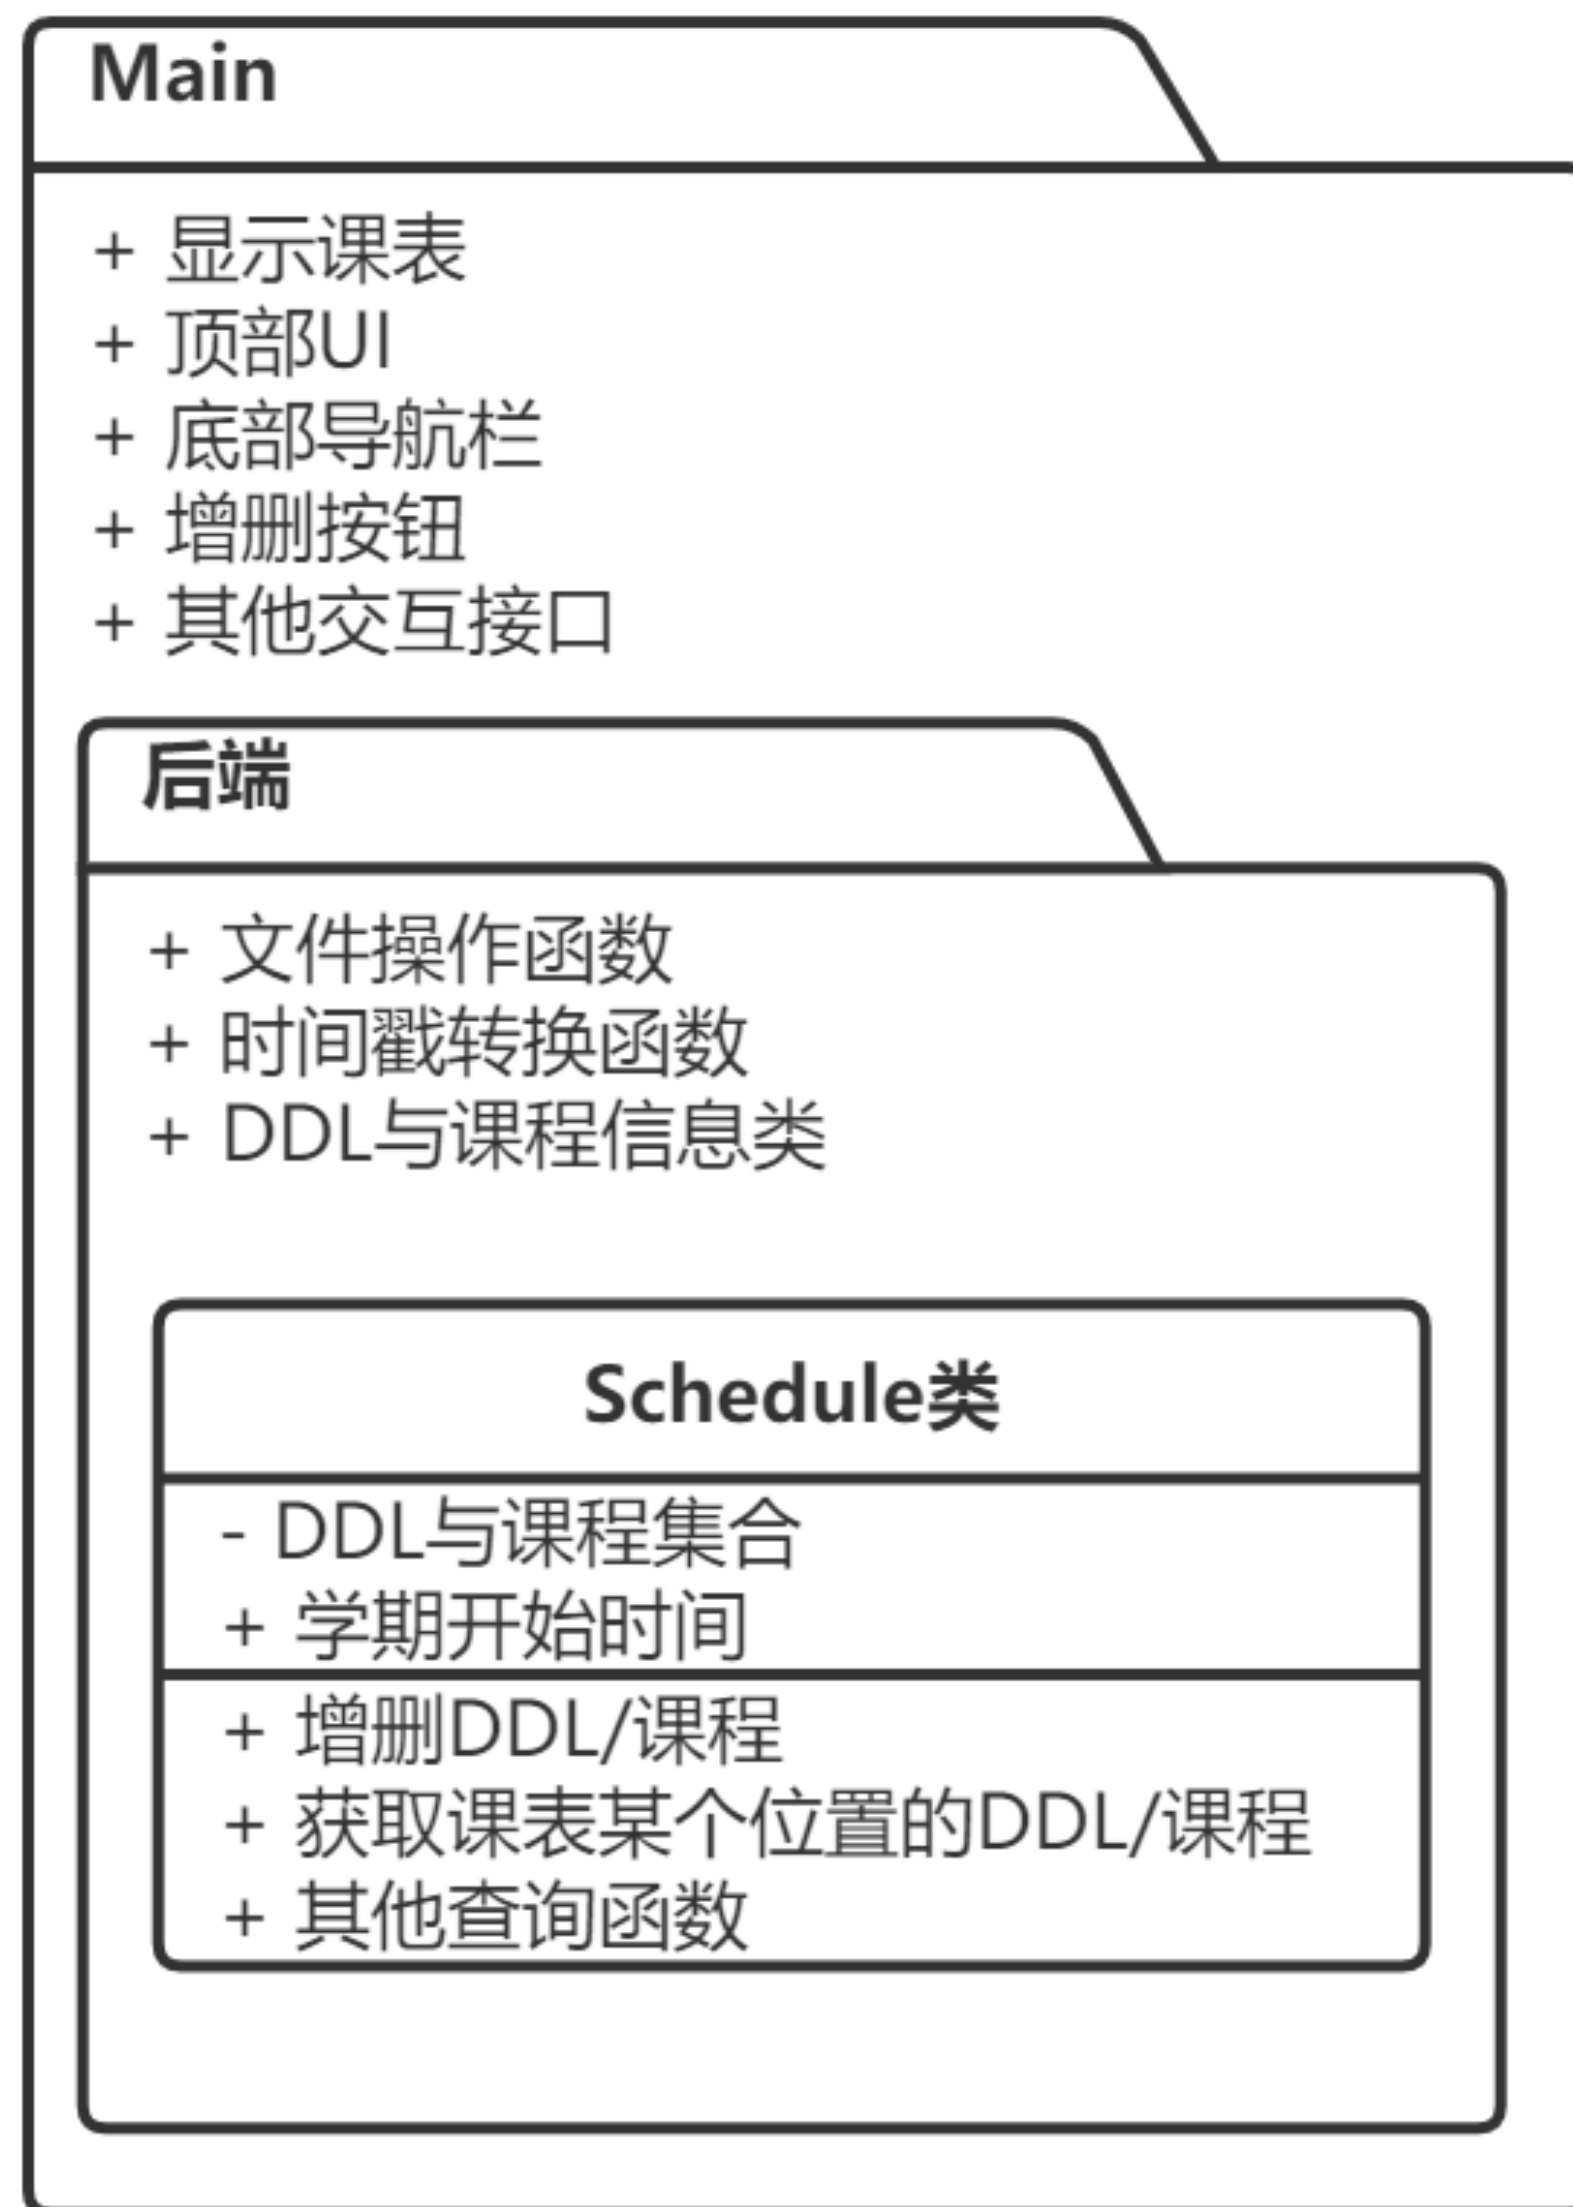 Main
+ 显示课表
+ 顶部UI
+ 底部导航栏
+ 增删按钮
+ 其他交互接口
后端
+ 文件操作函数
+ 时间戳转换函数
+ DDL与课程信息类
Schedule类
- DDL与课程集合
+ 学期开始时间
+ 增删DDL/课程
+ 获取课表某个位置的DDL/课程
+ 其他查询函数